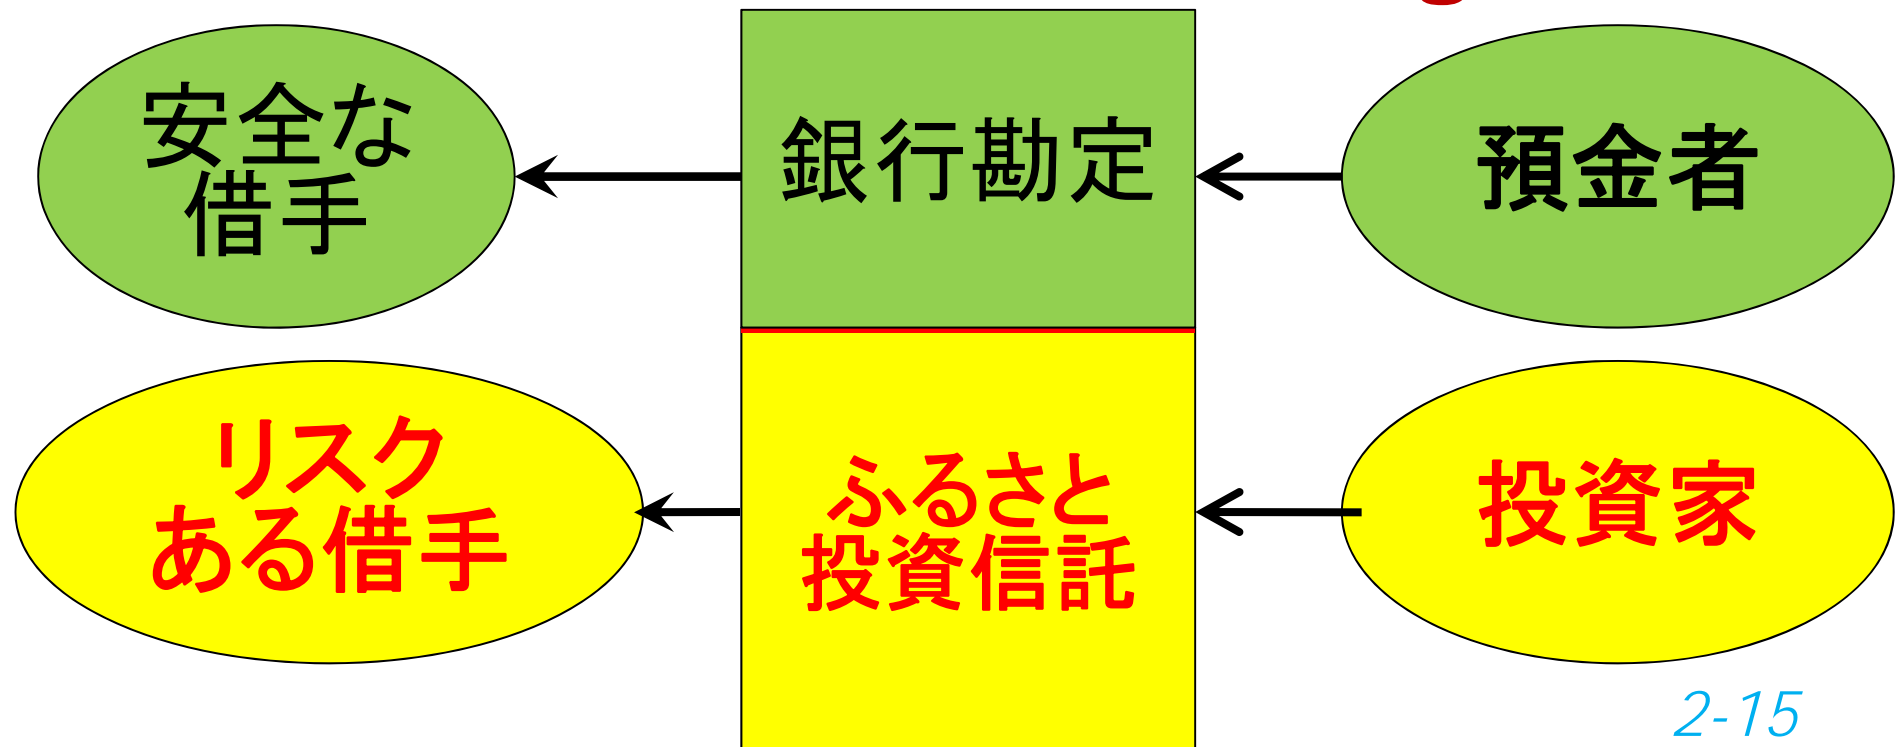 安全な
借手
銀行勘定
預金者
リスク
ある借手
ふるさと
投資信託
投資家
2-15